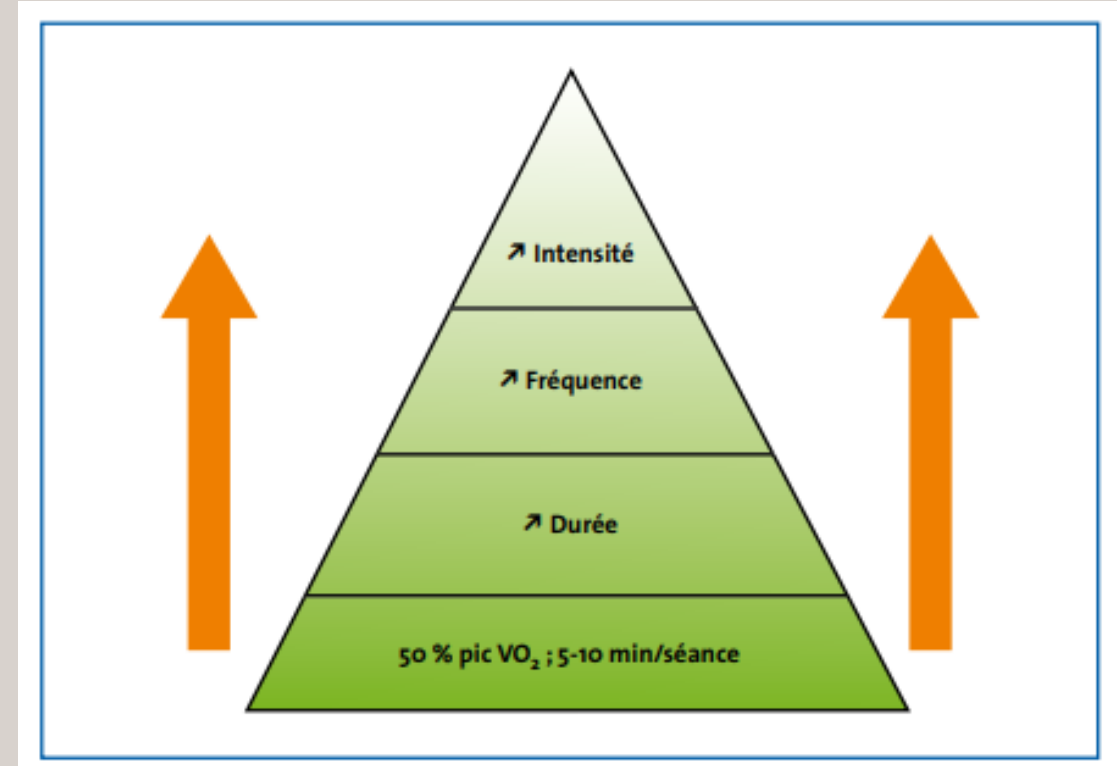 ↗ Intensité
↗ Fréquence
↗ Durée
50 % pic VO₂ ; 5-10 min/séance